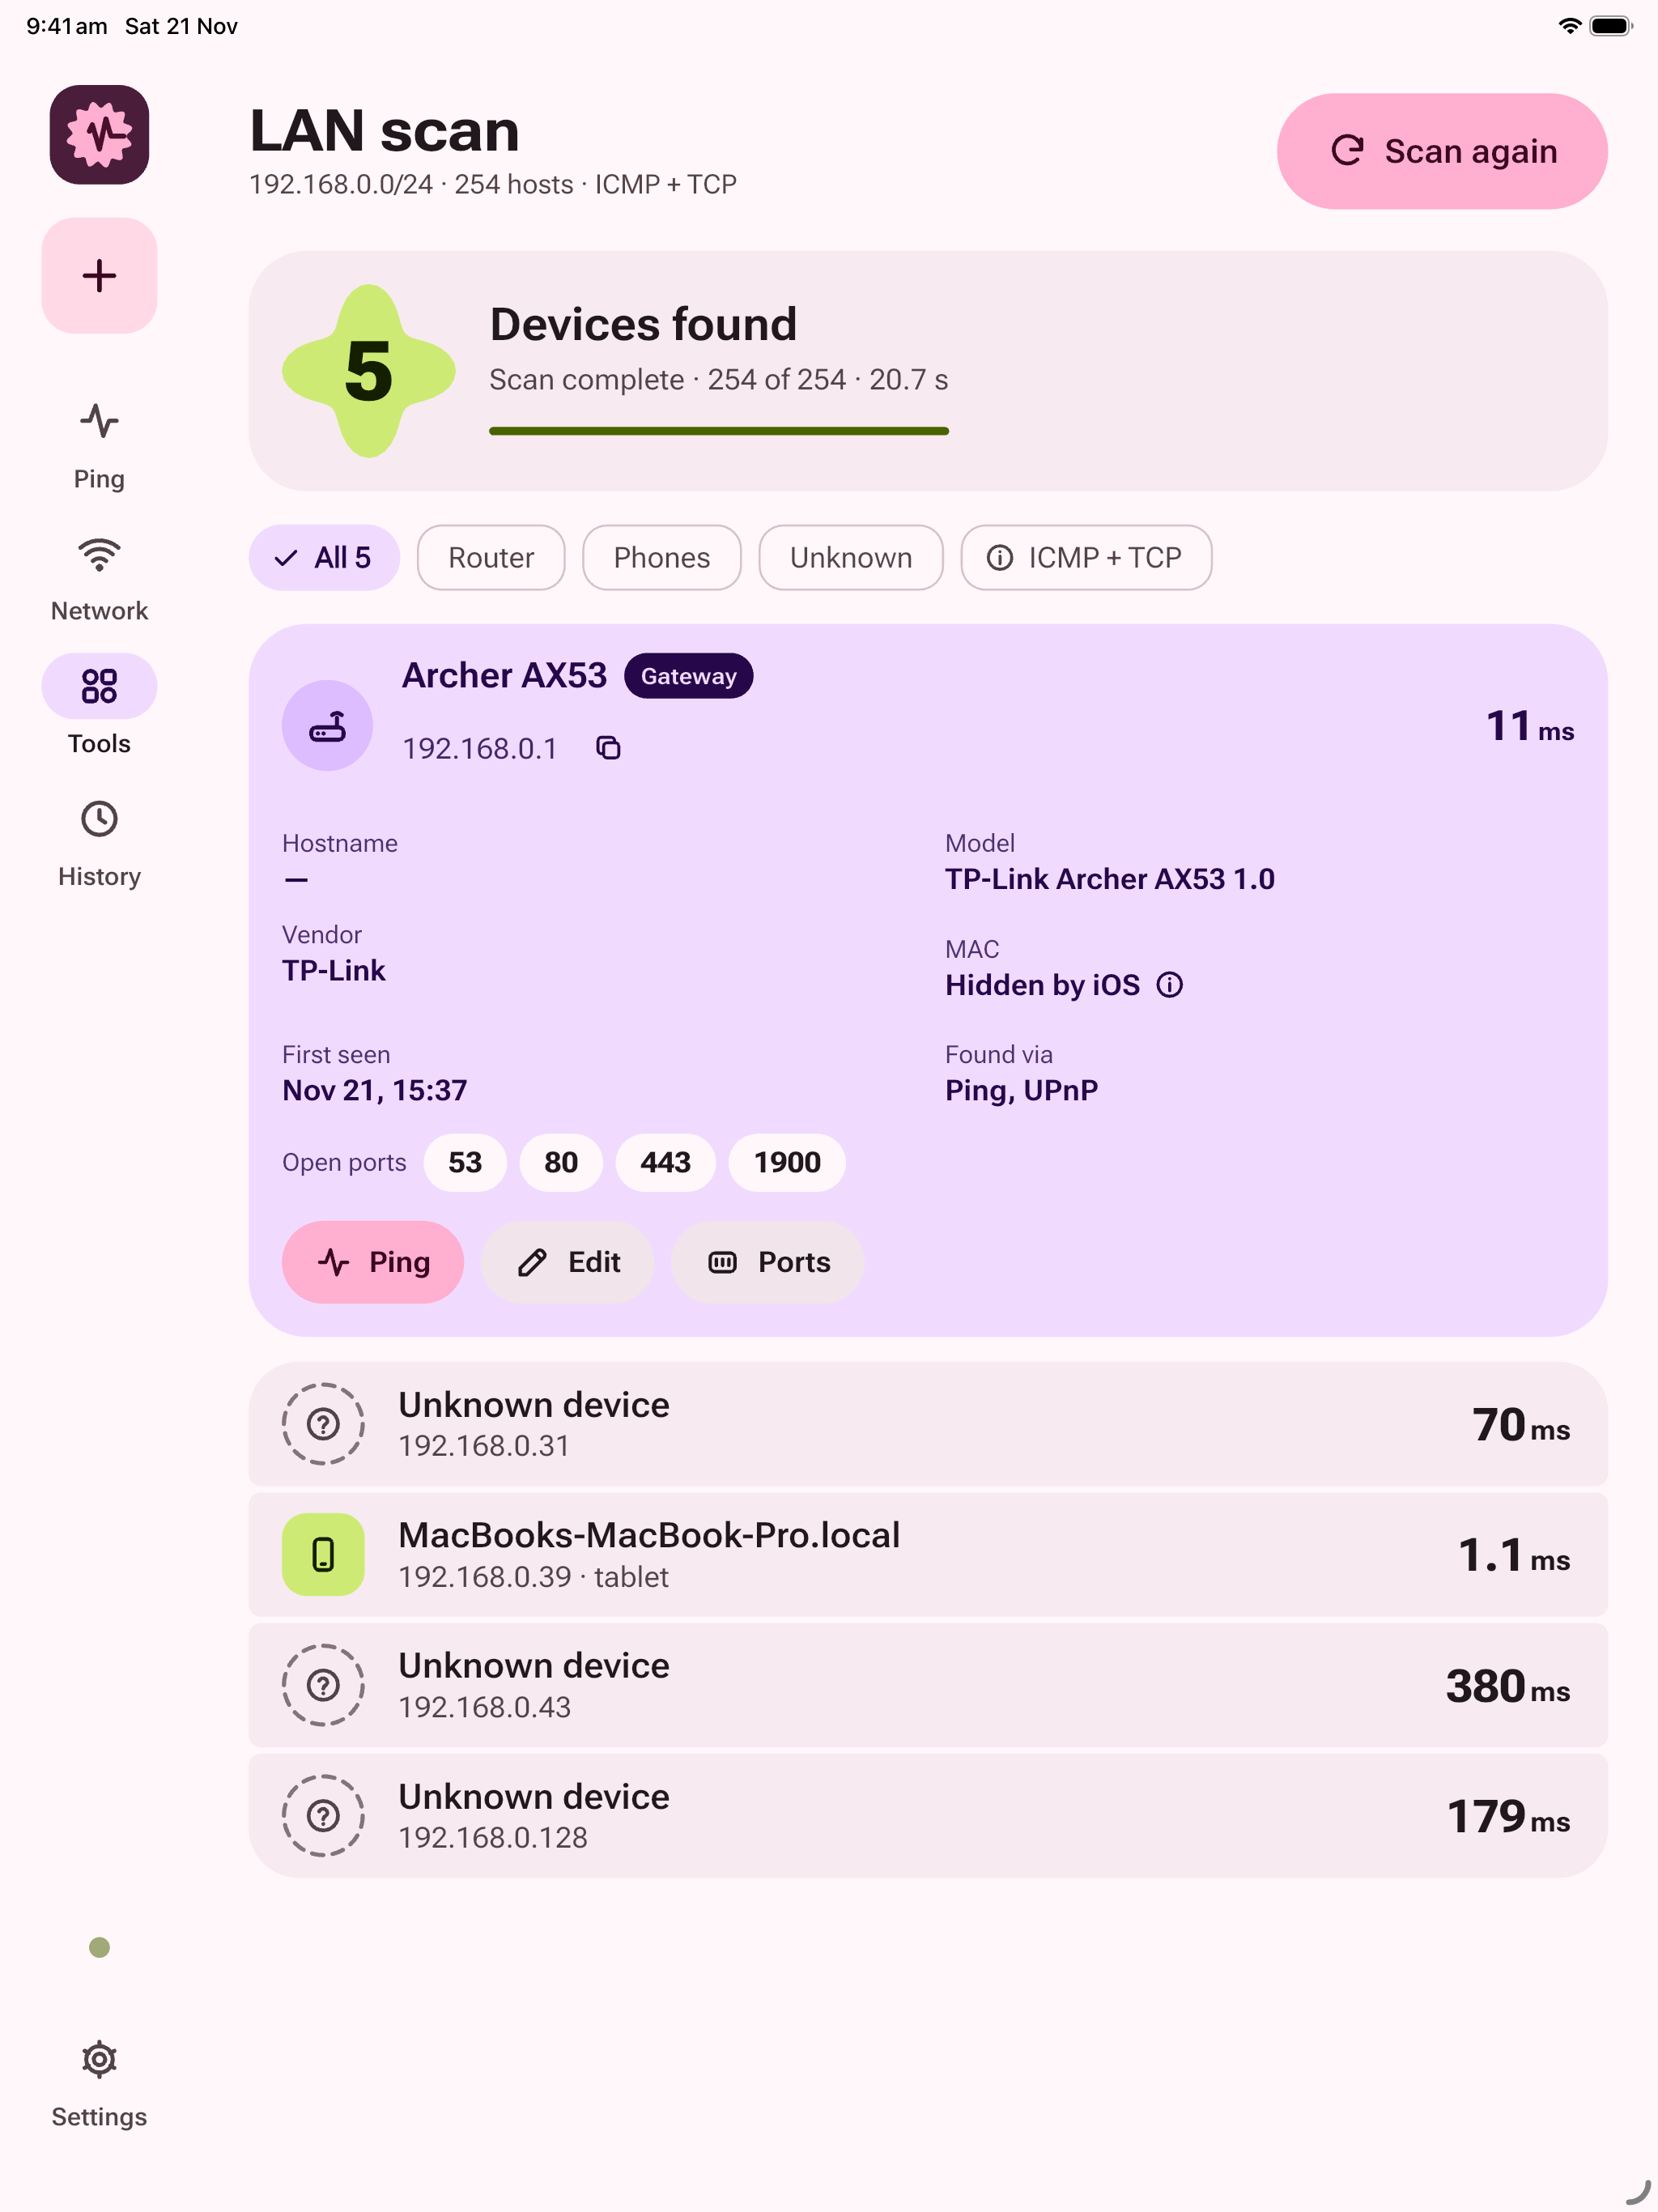 9:41 am Sat 21 Nov
LAN scan
192.168.0.0/24 · 254 hosts · ICMP + TCP
Scan again
Ping
Network
Tools
History
Settings
5
Devices found
Scan complete · 254 of 254 · 20.7 s
All 5
Router
Phones
Unknown
ICMP + TCP
Archer AX53 Gateway
192.168.0.1
11 ms
Hostname
—
Model
TP-Link Archer AX53 1.0
Vendor
TP-Link
MAC
Hidden by iOS
First seen
Nov 21, 15:37
Found via
Ping, UPnP
Open ports 53 80 443 1900
Ping
Edit
Ports
Unknown device
192.168.0.31
70 ms
MacBooks-MacBook-Pro.local
192.168.0.39 · tablet
1.1 ms
Unknown device
192.168.0.43
380 ms
Unknown device
192.168.0.128
179 ms